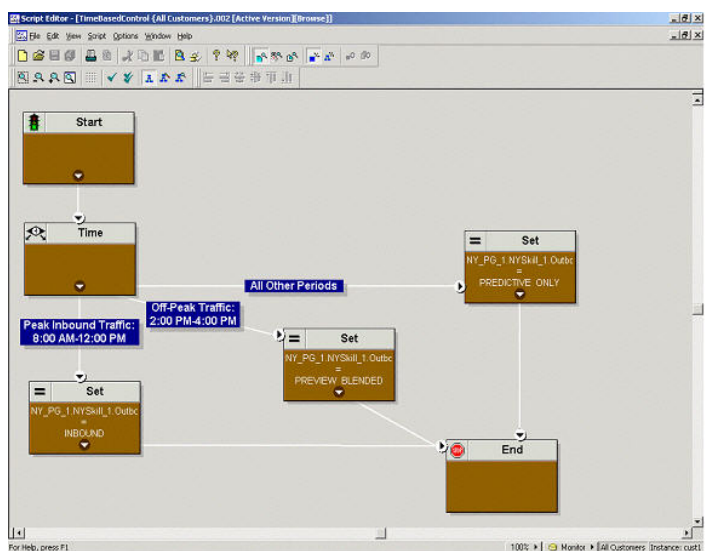 Script Editor - [TimeBasedControl {All Customers}.002 [Active Version][Browse]]
File Edit View Script Options Window Help
Start
Time
Set
NY_PG_1.NYSkill_1.Outbc
=
PREDICTIVE_ONLY
All Other Periods
Off-Peak Traffic:
2:00 PM-4:00 PM
Peak Inbound Traffic:
8:00 AM-12:00 PM
Set
NY_PG_1.NYSkill_1.Outbc
=
PREVIEW_BLENDED
Set
NY_PG_1.NYSkill_1.Outbc
=
INBOUND
End
For Help, press F1
100% Monitor All Customers Instance: cust1